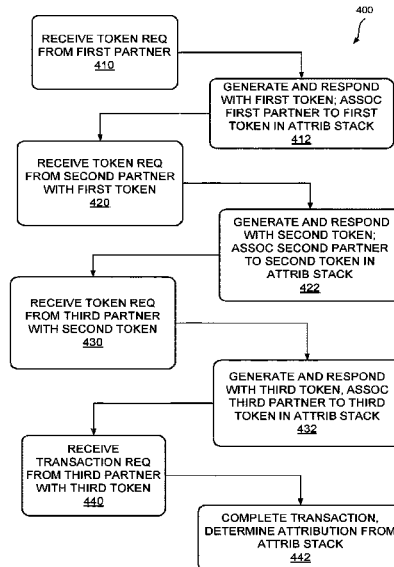 400
RECEIVE TOKEN REQ
FROM FIRST PARTNER
410
GENERATE AND RESPOND
WITH FIRST TOKEN; ASSOC
FIRST PARTNER TO FIRST
TOKEN IN ATTRIB STACK
412
RECEIVE TOKEN REQ
FROM SECOND PARTNER
WITH FIRST TOKEN
420
GENERATE AND RESPOND
WITH SECOND TOKEN;
ASSOC SECOND PARTNER
TO SECOND TOKEN IN
ATTRIB STACK
422
RECEIVE TOKEN REQ
FROM THIRD PARTNER
WITH SECOND TOKEN
430
GENERATE AND RESPOND
WITH THIRD TOKEN, ASSOC
THIRD PARTNER TO THIRD
TOKEN IN ATTRIB STACK
432
RECEIVE
TRANSACTION REQ
FROM THIRD PARTNER
WITH THIRD TOKEN
440
COMPLETE TRANSACTION,
DETERMINE ATTRIBUTION FROM
ATTRIB STACK
442